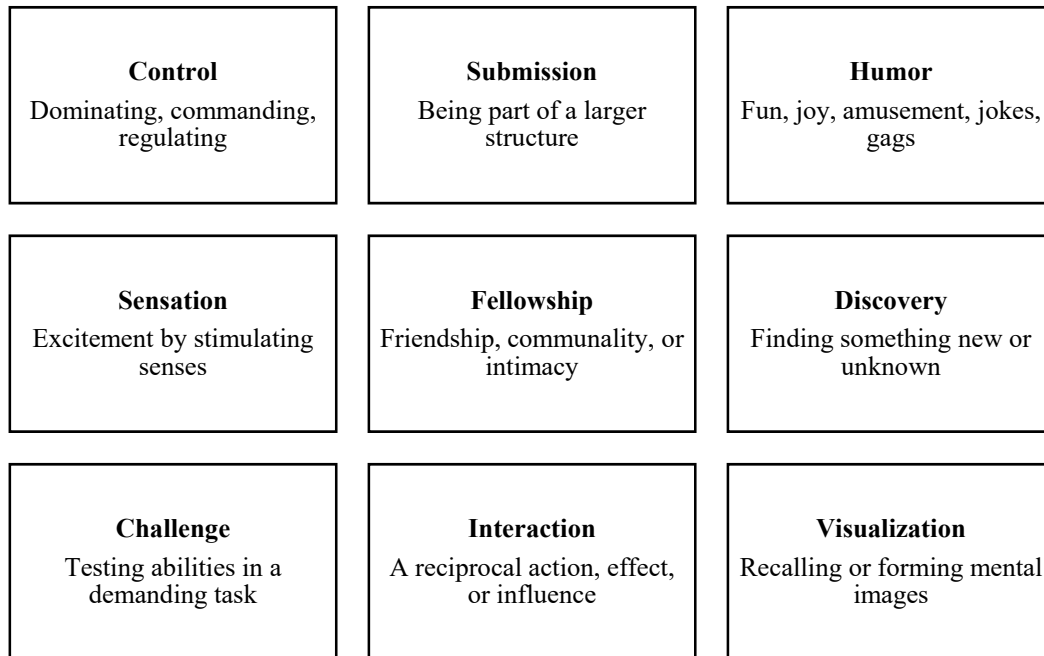 Control
Dominating, commanding,
regulating
Submission
Being part of a larger
structure
Humor
Fun, joy, amusement, jokes,
gags
Sensation
Excitement by stimulating
senses
Fellowship
Friendship, communality, or
intimacy
Discovery
Finding something new or
unknown
Challenge
Testing abilities in a
demanding task
Interaction
A reciprocal action, effect,
or influence
Visualization
Recalling or forming mental
images